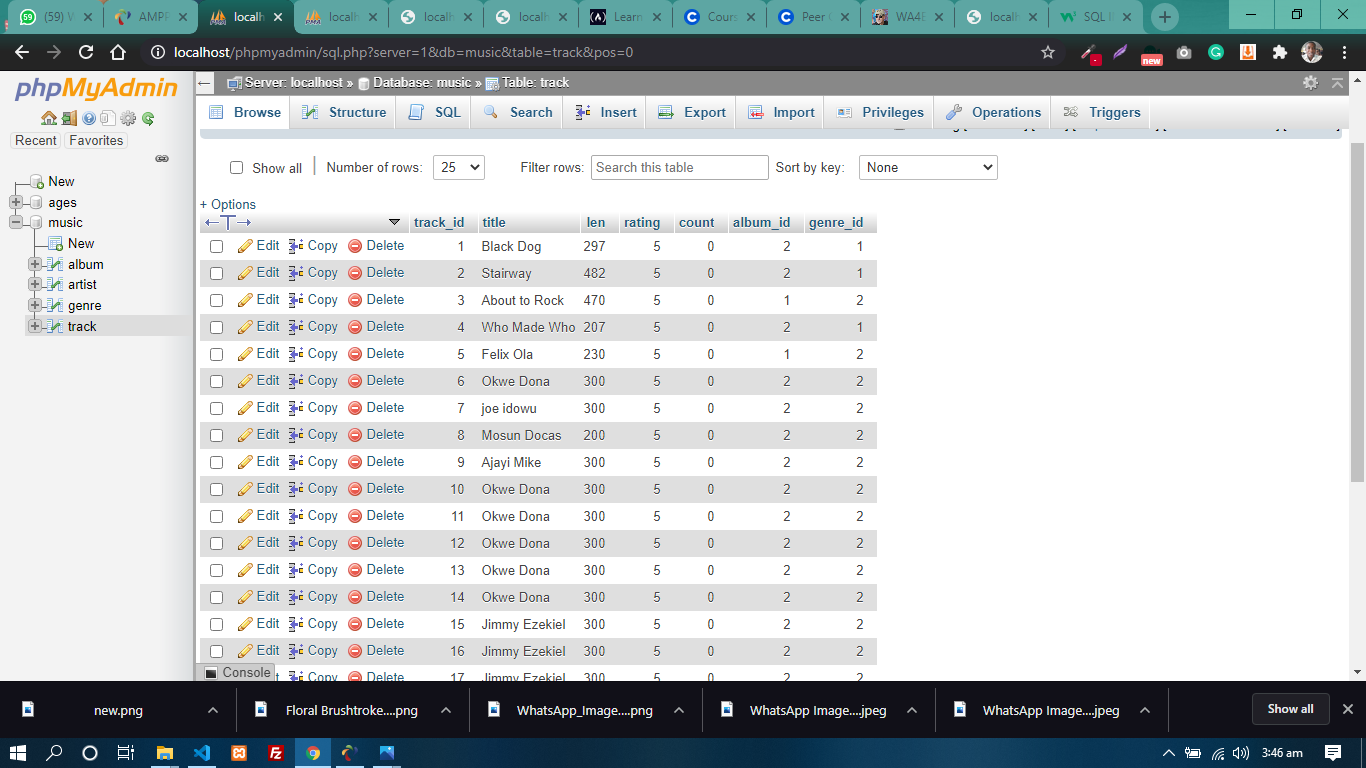 (59) W
AMPP
localh
localh
localh
localh
Learn
Cours
Peer G
WA4E
localh
SQL I
localhost/phpmyadmin/sql.php?server=1&db=music&table=track&pos=0
new
phpMyAdmin
Recent Favorites
New
ages
music
New
album
artist
genre
track
Server: localhost » Database: music » Table: track
Browse Structure SQL Search Insert Export Import Privileges Operations Triggers
Show all Number of rows: 25 Filter rows: Search this table Sort by key: None
+ Options
track_id title len rating count album_id genre_id
Edit Copy Delete 1 Black Dog 297 5 0 2 1
Edit Copy Delete 2 Stairway 482 5 0 2 1
Edit Copy Delete 3 About to Rock 470 5 0 1 2
Edit Copy Delete 4 Who Made Who 207 5 0 2 1
Edit Copy Delete 5 Felix Ola 230 5 0 1 2
Edit Copy Delete 6 Okwe Dona 300 5 0 2 2
Edit Copy Delete 7 joe idowu 300 5 0 2 2
Edit Copy Delete 8 Mosun Docas 200 5 0 2 2
Edit Copy Delete 9 Ajayi Mike 300 5 0 2 2
Edit Copy Delete 10 Okwe Dona 300 5 0 2 2
Edit Copy Delete 11 Okwe Dona 300 5 0 2 2
Edit Copy Delete 12 Okwe Dona 300 5 0 2 2
Edit Copy Delete 13 Okwe Dona 300 5 0 2 2
Edit Copy Delete 14 Okwe Dona 300 5 0 2 2
Edit Copy Delete 15 Jimmy Ezekiel 300 5 0 2 2
Edit Copy Delete 16 Jimmy Ezekiel 300 5 0 2 2
Copy Delete 17 Jimmy Ezekiel 300 5 0 2 2
Console
new.png
Floral Brushtroke....png
WhatsApp_Image....png
WhatsApp Image....jpeg
WhatsApp Image....jpeg
Show all
3:46 am